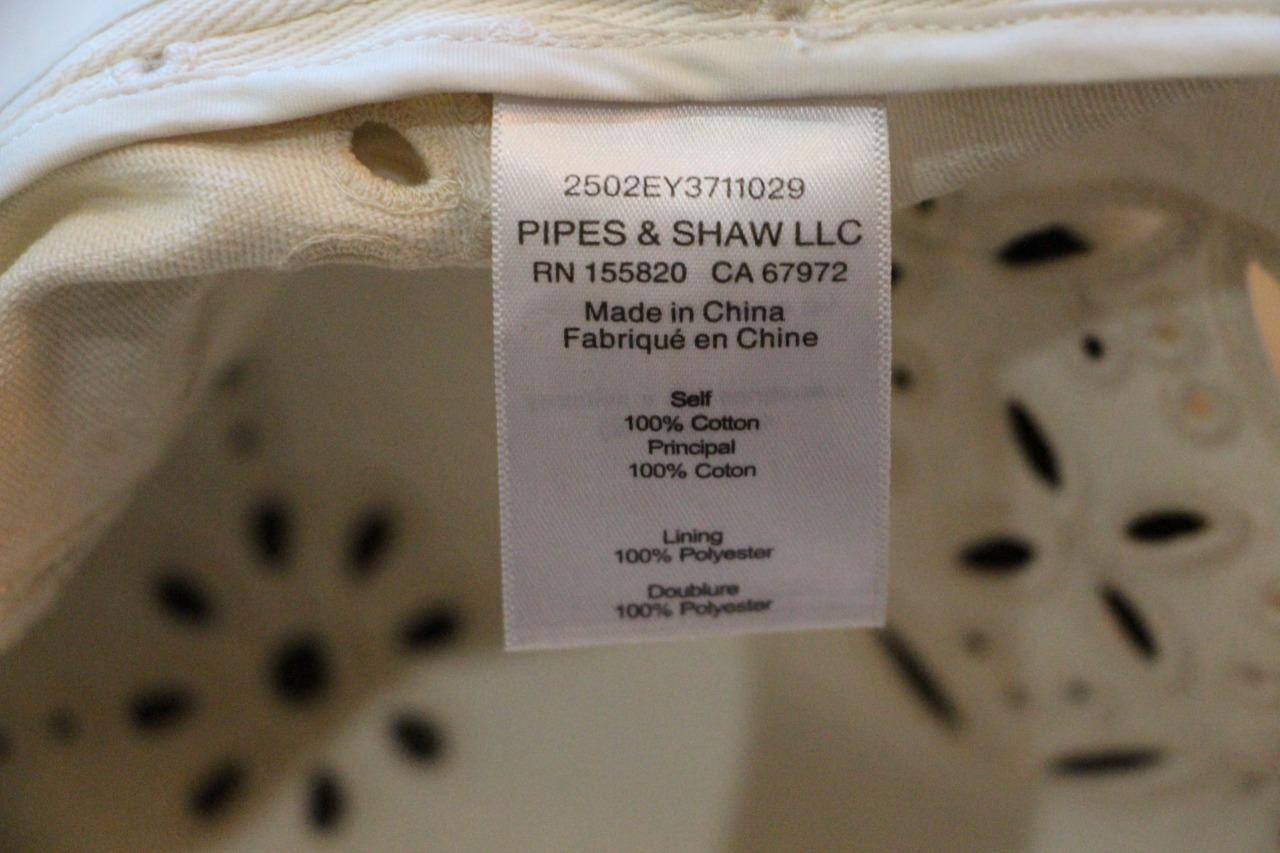 2502EY3711029
PIPES & SHAW LLC
RN 155820 CA 67972
Made in China
Fabriqué en Chine
Self
100% Cotton
Principal
100% Coton
Lining
100% Polyester
Doublure
100% Polyester